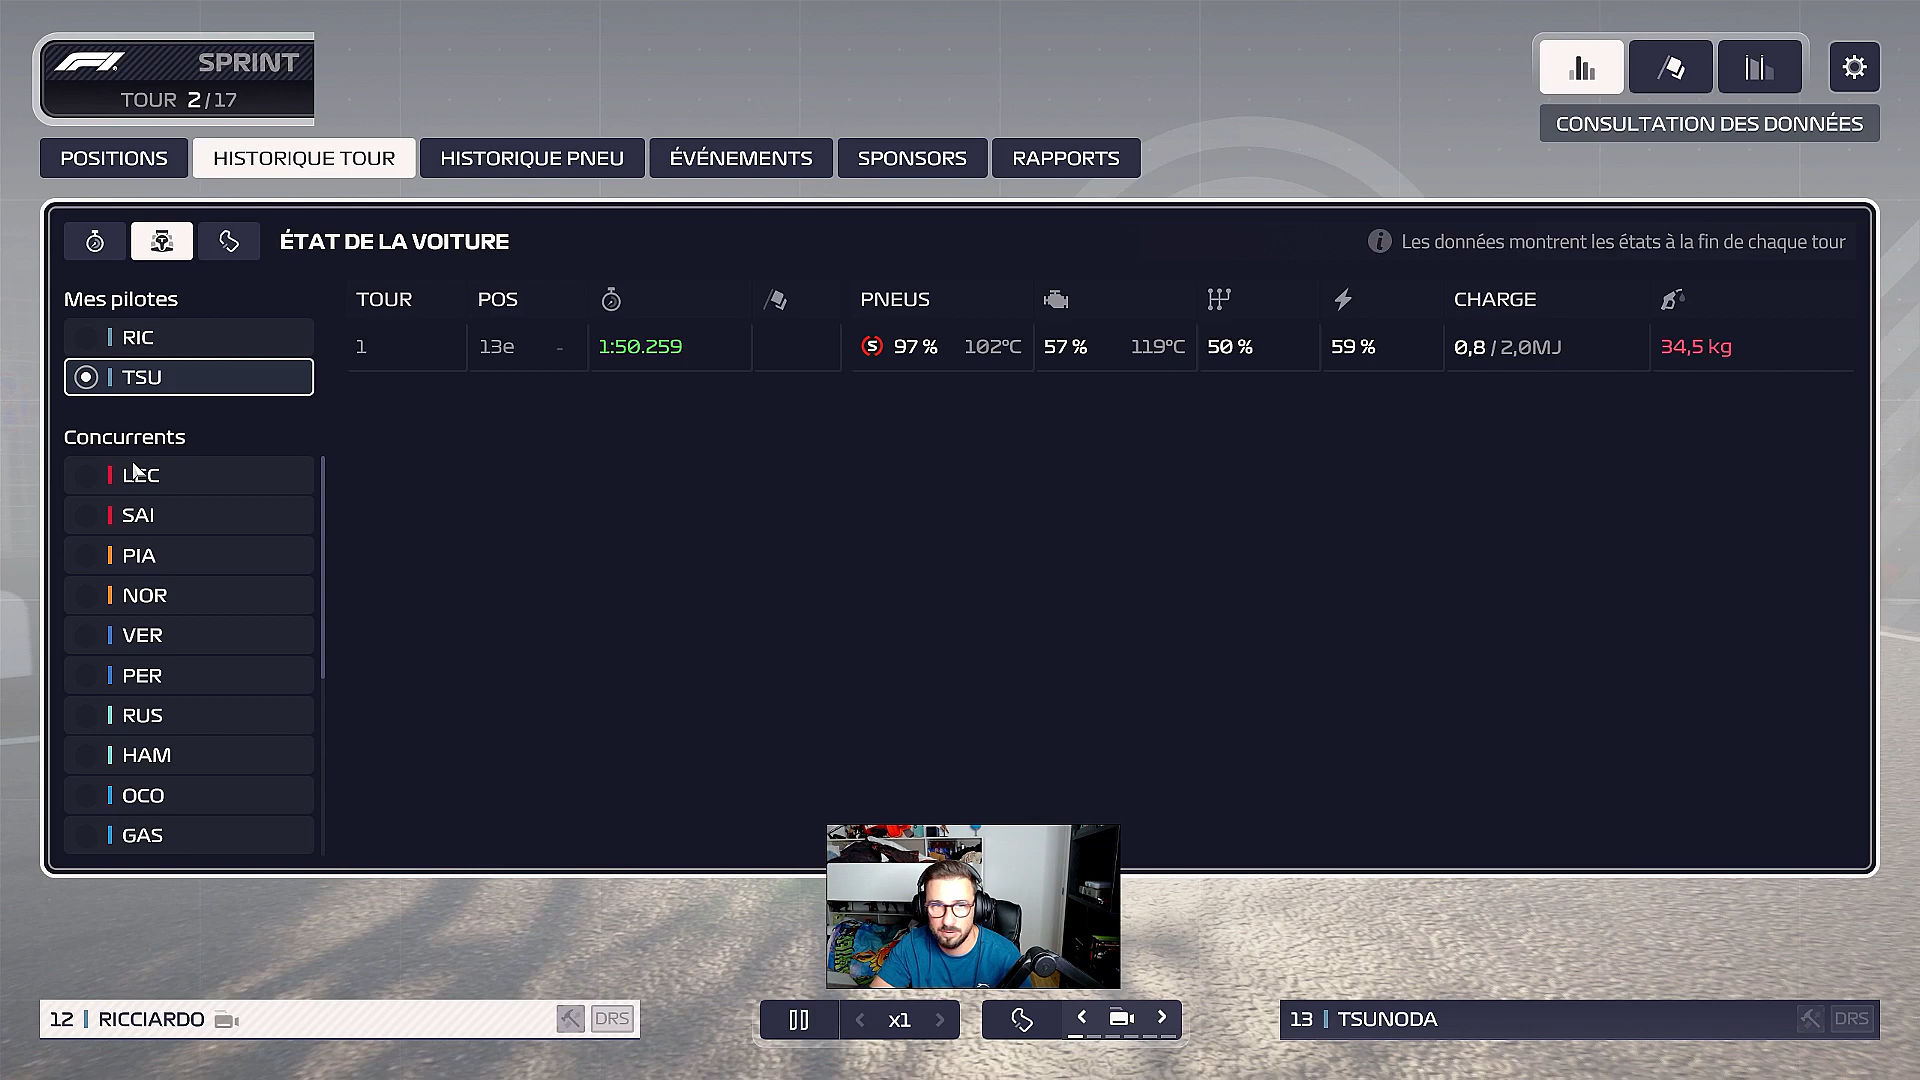 F1 SPRINT
TOUR 2/17
CONSULTATION DES DONNÉES
POSITIONS HISTORIQUE TOUR HISTORIQUE PNEU ÉVÉNEMENTS SPONSORS RAPPORTS
ÉTAT DE LA VOITURE
Les données montrent les états à la fin de chaque tour
Mes pilotes
RIC
TSU
Concurrents
LEC
SAI
PIA
NOR
VER
PER
RUS
HAM
OCO
GAS
TOUR POS PNEUS CHARGE
1 13e - 1:50.259 S 97 % 102°C 57 % 119°C 50 % 59 % 0,8 / 2,0MJ 34,5 kg
12 RICCIARDO DRS
x1
13 TSUNODA DRS